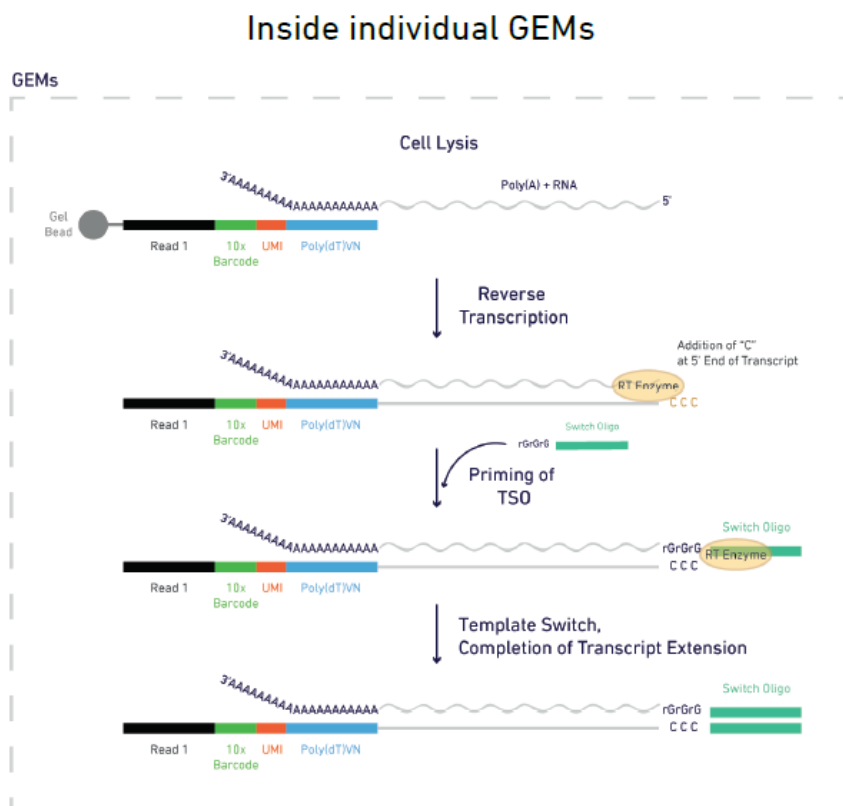 Inside individual GEMs
GEMs
Cell Lysis
3'AAAAAAAAAAAAAAAAAAA
Poly(A) + RNA
5'
Gel
Bead
Read 1
10x
Barcode
UMI
Poly(dT)VN
Reverse
Transcription
Addition of "C"
at 5' End of Transcript
3'AAAAAAAAAAAAAAAAAAA
RT Enzyme
CCC
Read 1
10x
Barcode
UMI
Poly(dT)VN
Switch Oligo
rGrGrG
Priming of
TSO
Switch Oligo
3'AAAAAAAAAAAAAAAAAAA
rGrGrG
RT Enzyme
CCC
Read 1
10x
Barcode
UMI
Poly(dT)VN
Template Switch,
Completion of Transcript Extension
Switch Oligo
3'AAAAAAAAAAAAAAAAAAA
rGrGrG
CCC
Read 1
10x
Barcode
UMI
Poly(dT)VN